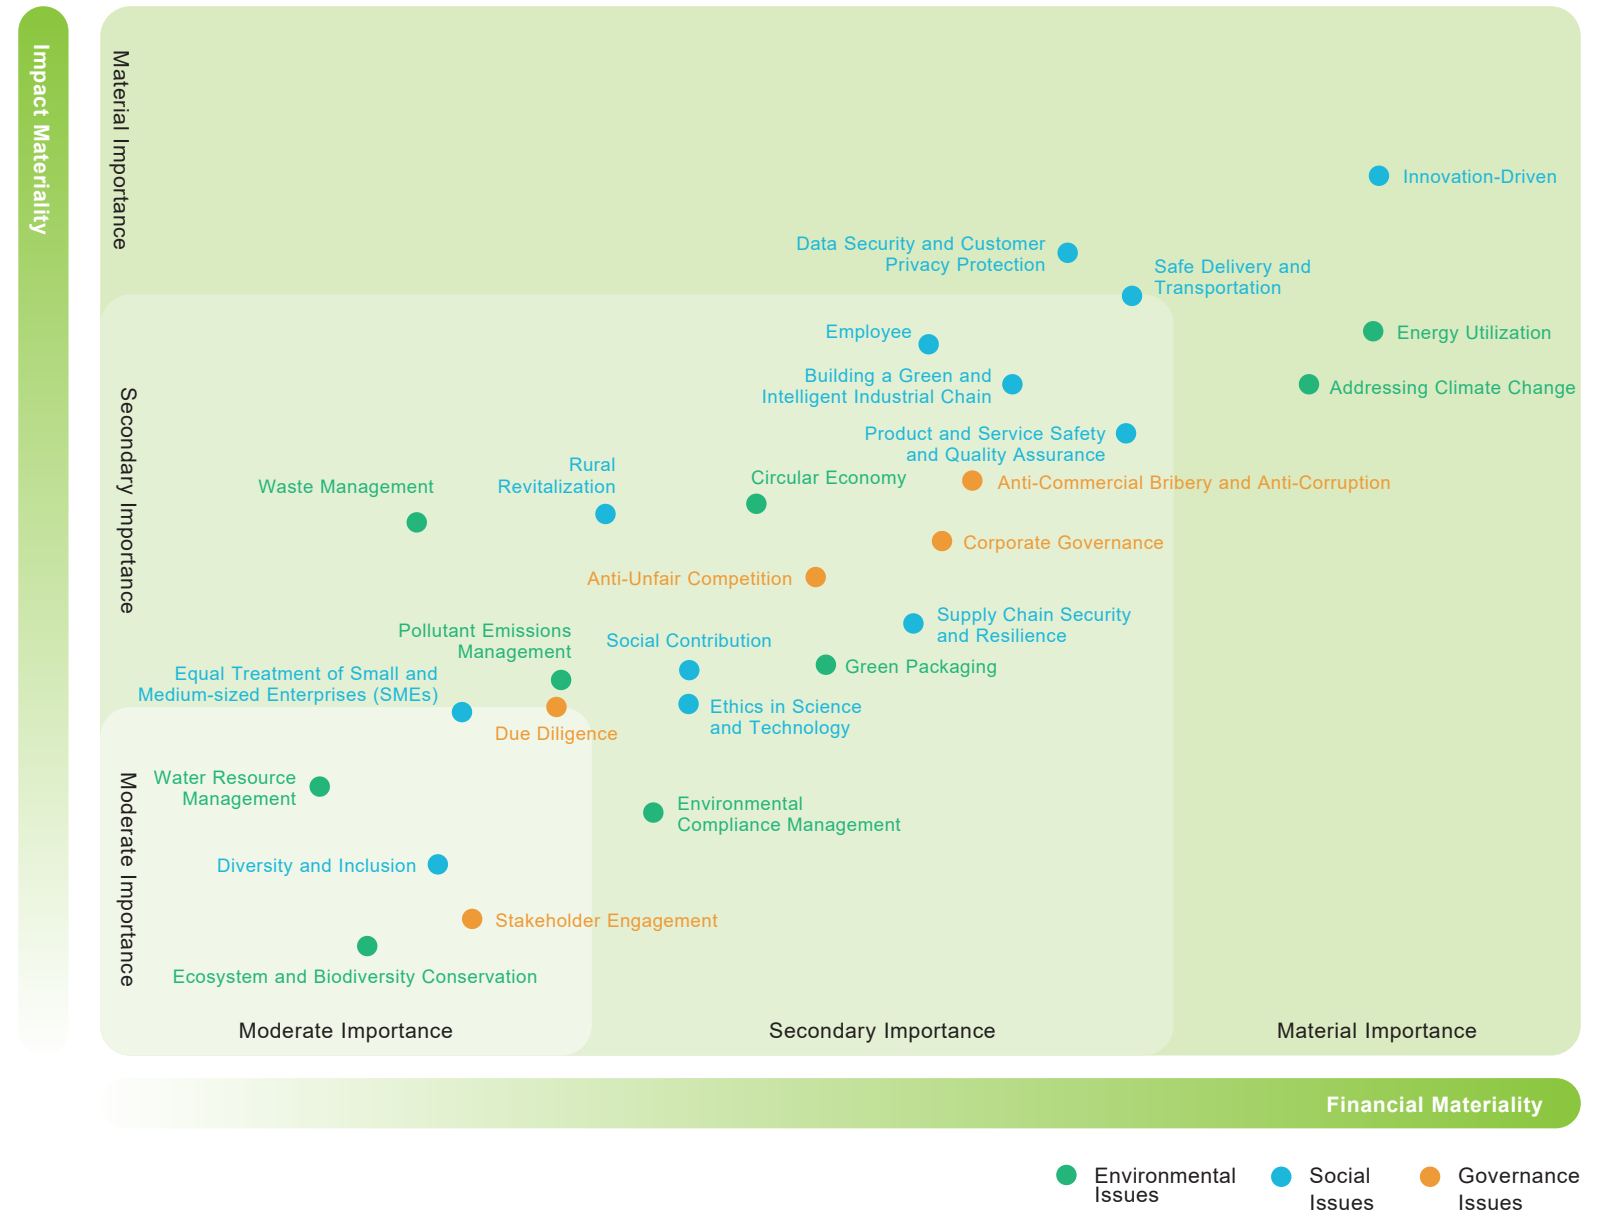 Impact Materiality
Material Importance
Innovation-Driven
Data Security and Customer
Privacy Protection
Safe Delivery and
Transportation
Employee
Energy Utilization
Building a Green and
Intelligent Industrial Chain
Addressing Climate Change
Secondary Importance
Product and Service Safety
and Quality Assurance
Rural
Revitalization
Waste Management
Circular Economy
Anti-Commercial Bribery and Anti-Corruption
Corporate Governance
Anti-Unfair Competition
Supply Chain Security
and Resilience
Pollutant Emissions
Management
Social Contribution
Green Packaging
Equal Treatment of Small and
Medium-sized Enterprises (SMEs)
Ethics in Science
and Technology
Due Diligence
Moderate Importance
Water Resource
Management
Environmental
Compliance Management
Diversity and Inclusion
Stakeholder Engagement
Ecosystem and Biodiversity Conservation
Moderate Importance
Secondary Importance
Material Importance
Financial Materiality
Environmental
Issues
Social
Issues
Governance
Issues